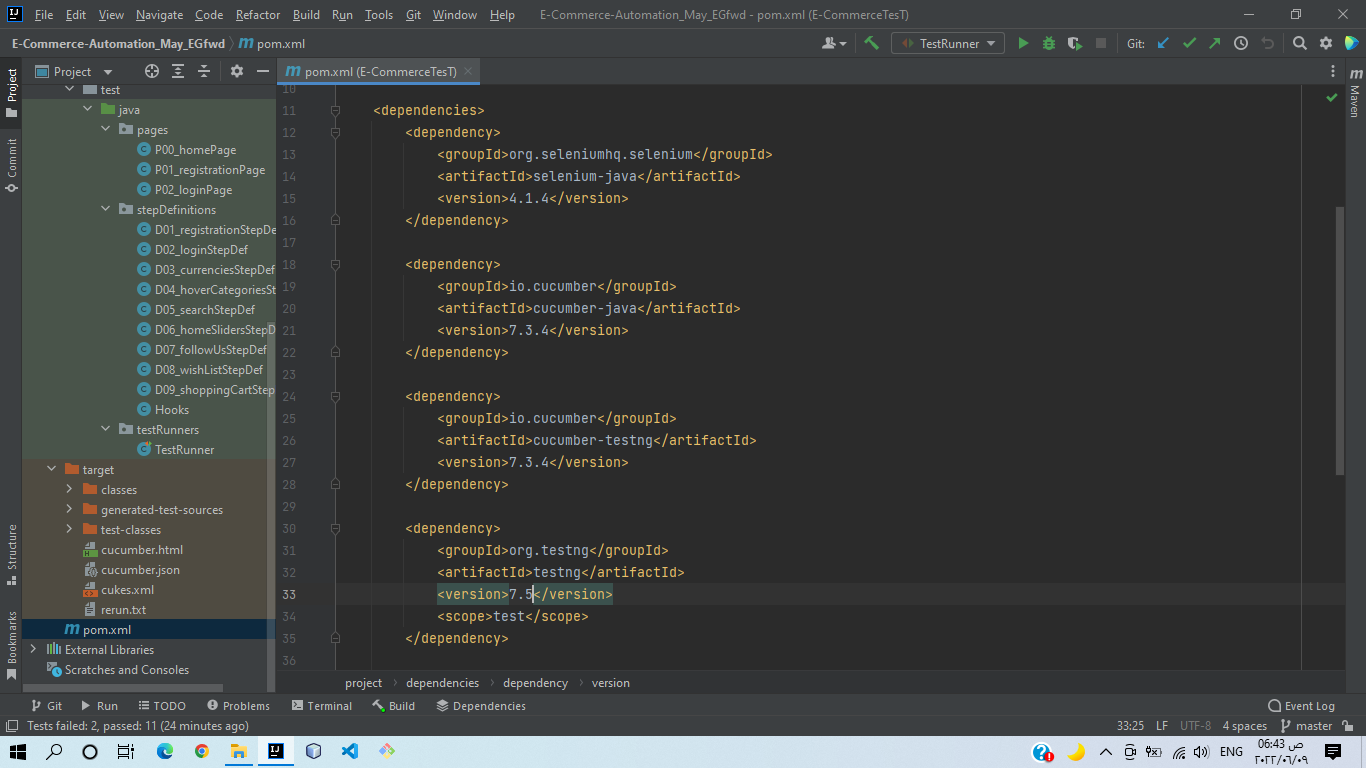 File Edit View Navigate Code Refactor Build Run Tools Git Window Help E-Commerce-Automation_May_EGfwd - pom.xml (E-CommerceTesT)
E-Commerce-Automation_May_EGfwd pom.xml TestRunner Git:
Project pom.xml (E-CommerceTesT)
Project
Commit
Structure
Bookmarks
Maven
test
java
pages
P00_homePage
P01_registrationPage
P02_loginPage
stepDefinitions
D01_registrationStepDe
D02_loginStepDef
D03_currenciesStepDef
D04_hoverCategoriesSt
D05_searchStepDef
D06_homeSlidersStepD
D07_followUsStepDef
D08_wishListStepDef
D09_shoppingCartStep
Hooks
testRunners
TestRunner
target
classes
generated-test-sources
test-classes
cucumber.html
cucumber.json
cukes.xml
rerun.txt
pom.xml
External Libraries
Scratches and Consoles
10
11 <dependencies>
12 <dependency>
13 <groupId>org.seleniumhq.selenium</groupId>
14 <artifactId>selenium-java</artifactId>
15 <version>4.1.4</version>
16 </dependency>
17
18 <dependency>
19 <groupId>io.cucumber</groupId>
20 <artifactId>cucumber-java</artifactId>
21 <version>7.3.4</version>
22 </dependency>
23
24 <dependency>
25 <groupId>io.cucumber</groupId>
26 <artifactId>cucumber-testng</artifactId>
27 <version>7.3.4</version>
28 </dependency>
29
30 <dependency>
31 <groupId>org.testng</groupId>
32 <artifactId>testng</artifactId>
33 <version>7.5</version>
34 <scope>test</scope>
35 </dependency>
36
project dependencies dependency version
Git Run TODO Problems Terminal Build Dependencies Event Log
Tests failed: 2, passed: 11 (24 minutes ago) 33:25 LF UTF-8 4 spaces master
ENG 06:43 ص
٢٠٢٢/٠٦/٠٩